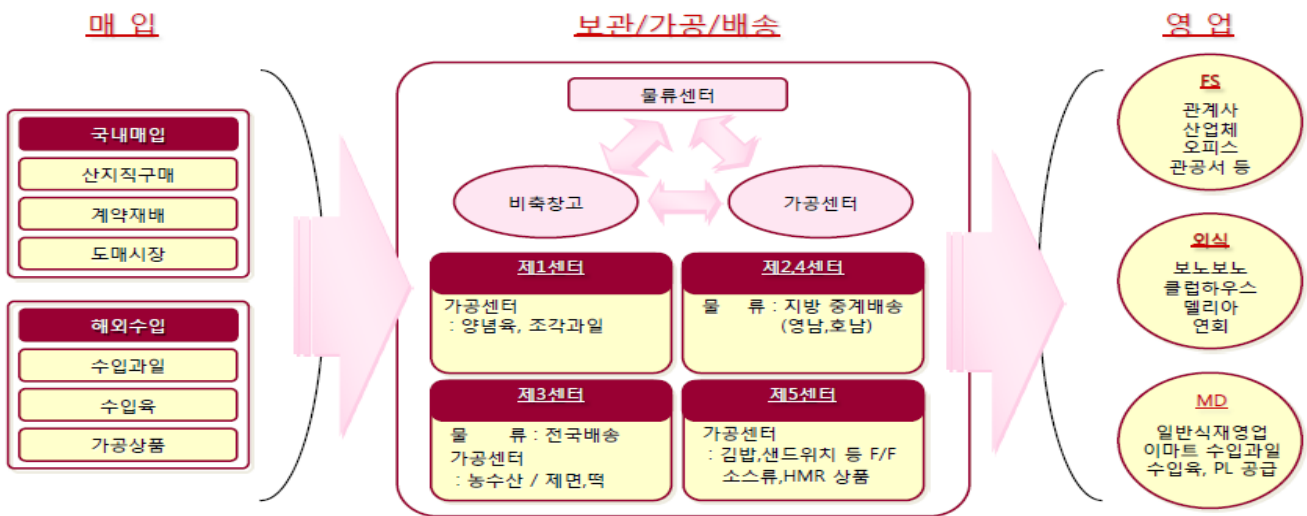 매 입
보관/가공/배송
영 업
국내매입
산지직구매
계약재배
도매시장
해외수입
수입과일
수입육
가공상품
물류센터
비축창고
가공센터
제1센터
가공센터
: 양념육, 조각과일
제2,4센터
물 류 : 지방 중계배송
(영남,호남)
제3센터
물 류 : 전국배송
가공센터
: 농수산 / 제면,떡
제5센터
가공센터
: 김밥,샌드위치 등 F/F
소스류,HMR 상품
FS
관계사
산업체
오피스
관공서 등
외식
보노보노
클럽하우스
델리아
연회
MD
일반식재영업
이마트 수입과일
수입육, PL 공급